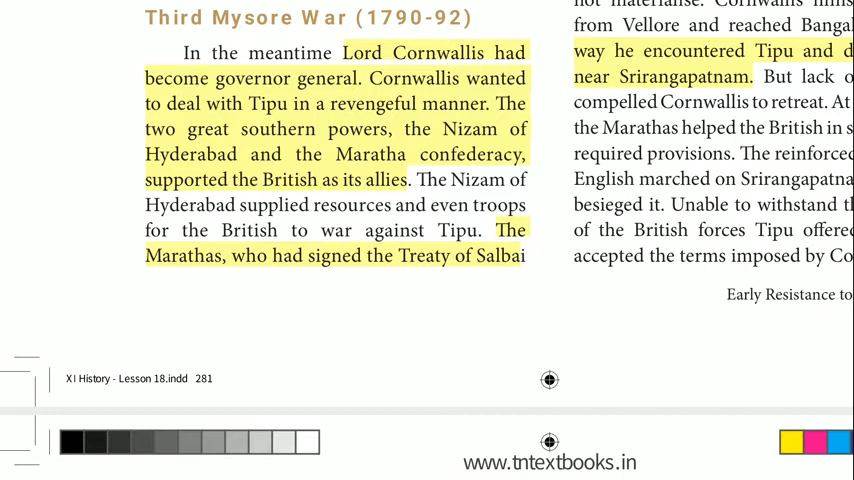 Third Mysore War (1790-92)
In the meantime Lord Cornwallis had
become governor general. Cornwallis wanted
to deal with Tipu in a revengeful manner. The
two great southern powers, the Nizam of
Hyderabad and the Maratha confederacy,
supported the British as its allies. The Nizam of
Hyderabad supplied resources and even troops
for the British to war against Tipu. The
Marathas, who had signed the Treaty of Salbai
from Vellore and reached
way he encountered Tipu and
near Srirangapatnam. But lack
compelled Cornwallis to retreat. At
the Marathas helped the British in
required provisions. The
English marched on
besieged it. Unable to withstand
of the British forces Tipu
accepted the terms imposed by
Early Resistance to
XI History - Lesson 18.indd 281
www.tntextbooks.in